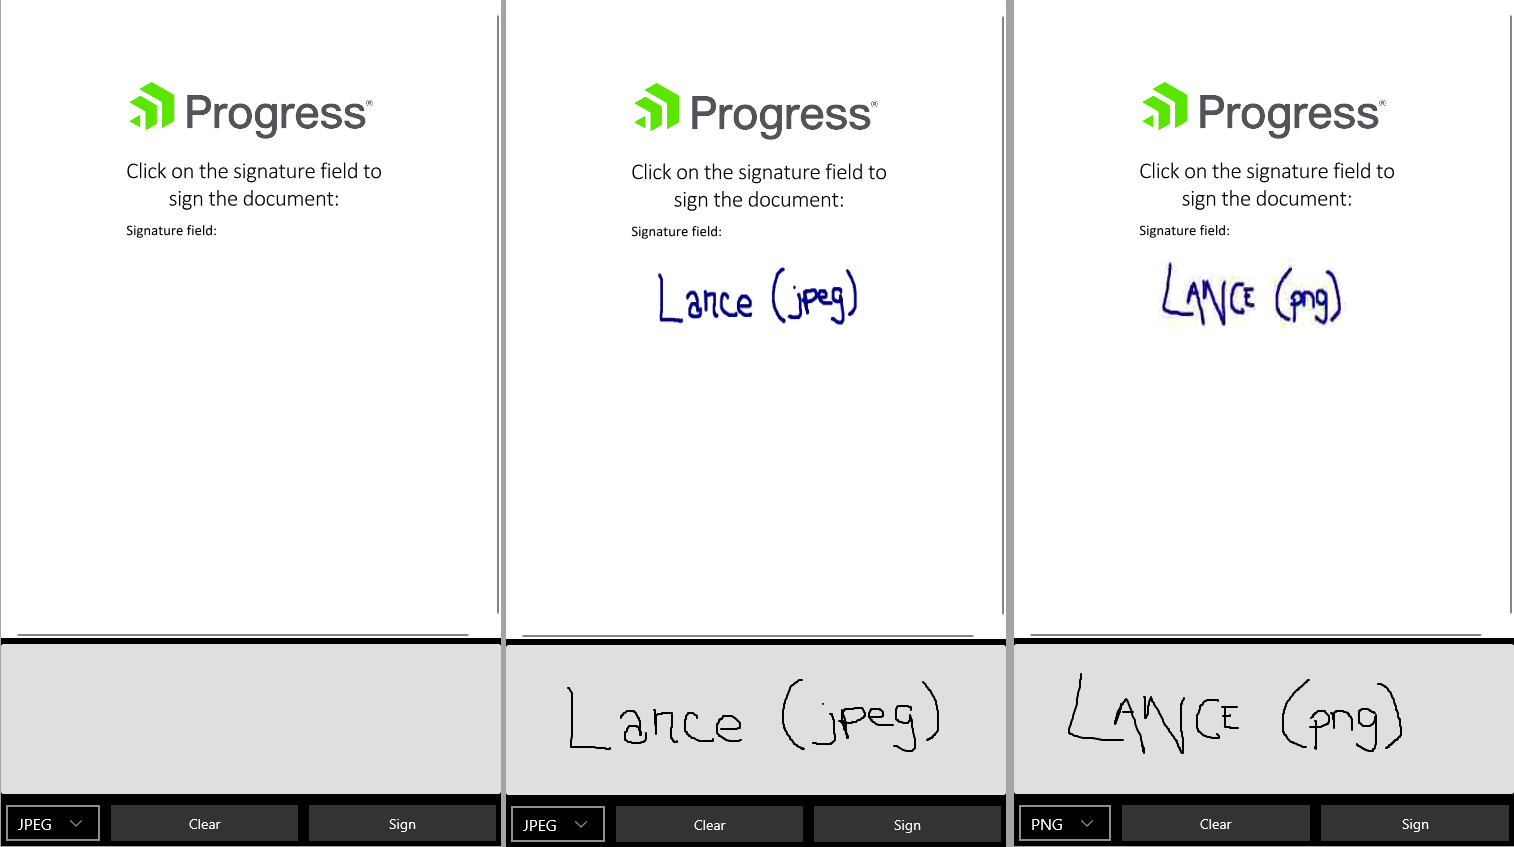 Progress®
Click on the signature field to
sign the document:
Signature field:
JPEG
Clear
Sign
Progress®
Click on the signature field to
sign the document:
Signature field:
Lance (jpeg)
Lance (jpeg)
JPEG
Clear
Sign
Progress®
Click on the signature field to
sign the document:
Signature field:
LANCE (png)
LANCE (png)
PNG
Clear
Sign